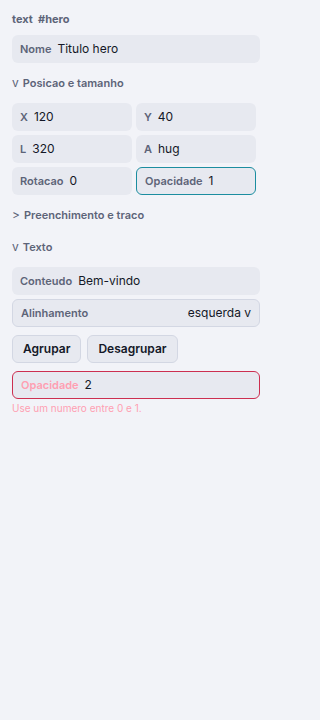 text #hero
Nome Titulo hero
v Posicao e tamanho
X 120 Y 40
L 320 A hug
Rotacao 0 Opacidade 1
> Preenchimento e traco
v Texto
Conteudo Bem-vindo
Alinhamento esquerda v
Agrupar Desagrupar
Opacidade 2
Use um numero entre 0 e 1.